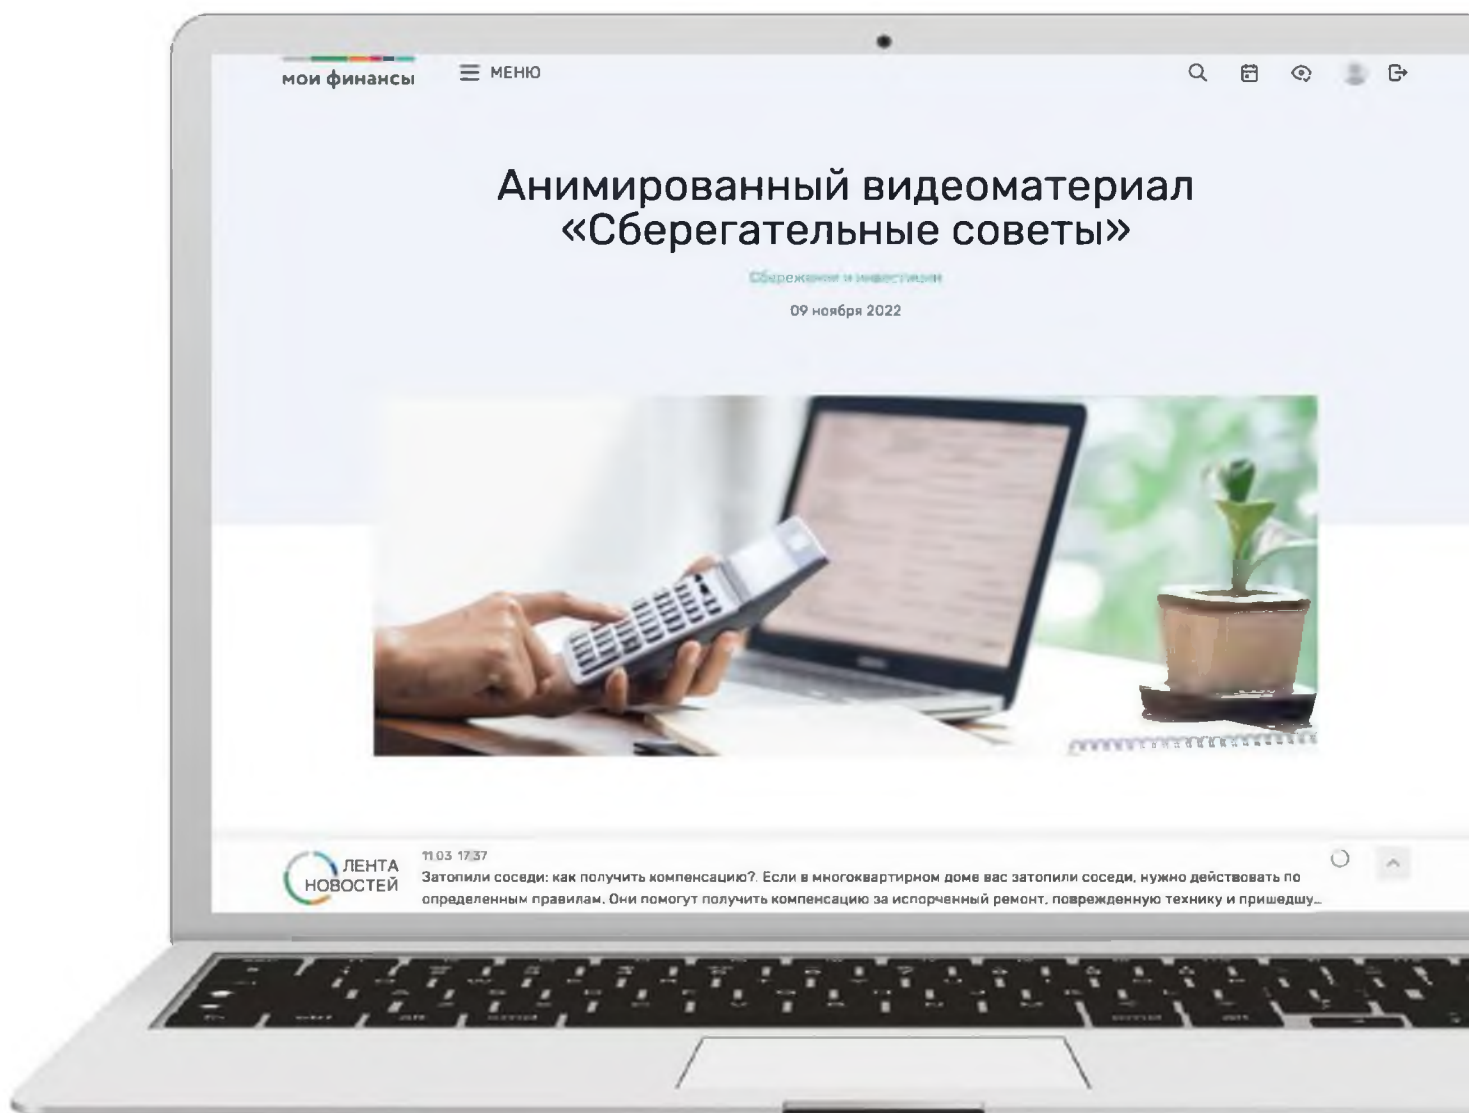 мои финансы
МЕНЮ
Анимированный видеоматериал
«Сберегательные советы»
Сбережения и инвестиции
09 ноября 2022
ЛЕНТА
НОВОСТЕЙ
11.03 17:37
Затопили соседи: как получить компенсацию?. Если в многоквартирном доме вас затопили соседи, нужно действовать по
определенным правилам. Они помогут получить компенсацию за испорченный ремонт, поврежденную технику и пришедшу...